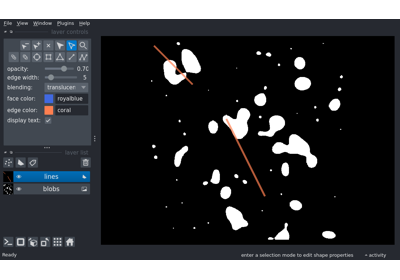 File View Window Plugins Help
layer controls
opacity: 0.70
edge width: 5
blending: translucen
face color: royalblue
edge color: coral
display text:
layer list
lines
blobs
Ready enter a selection mode to edit shape properties activity